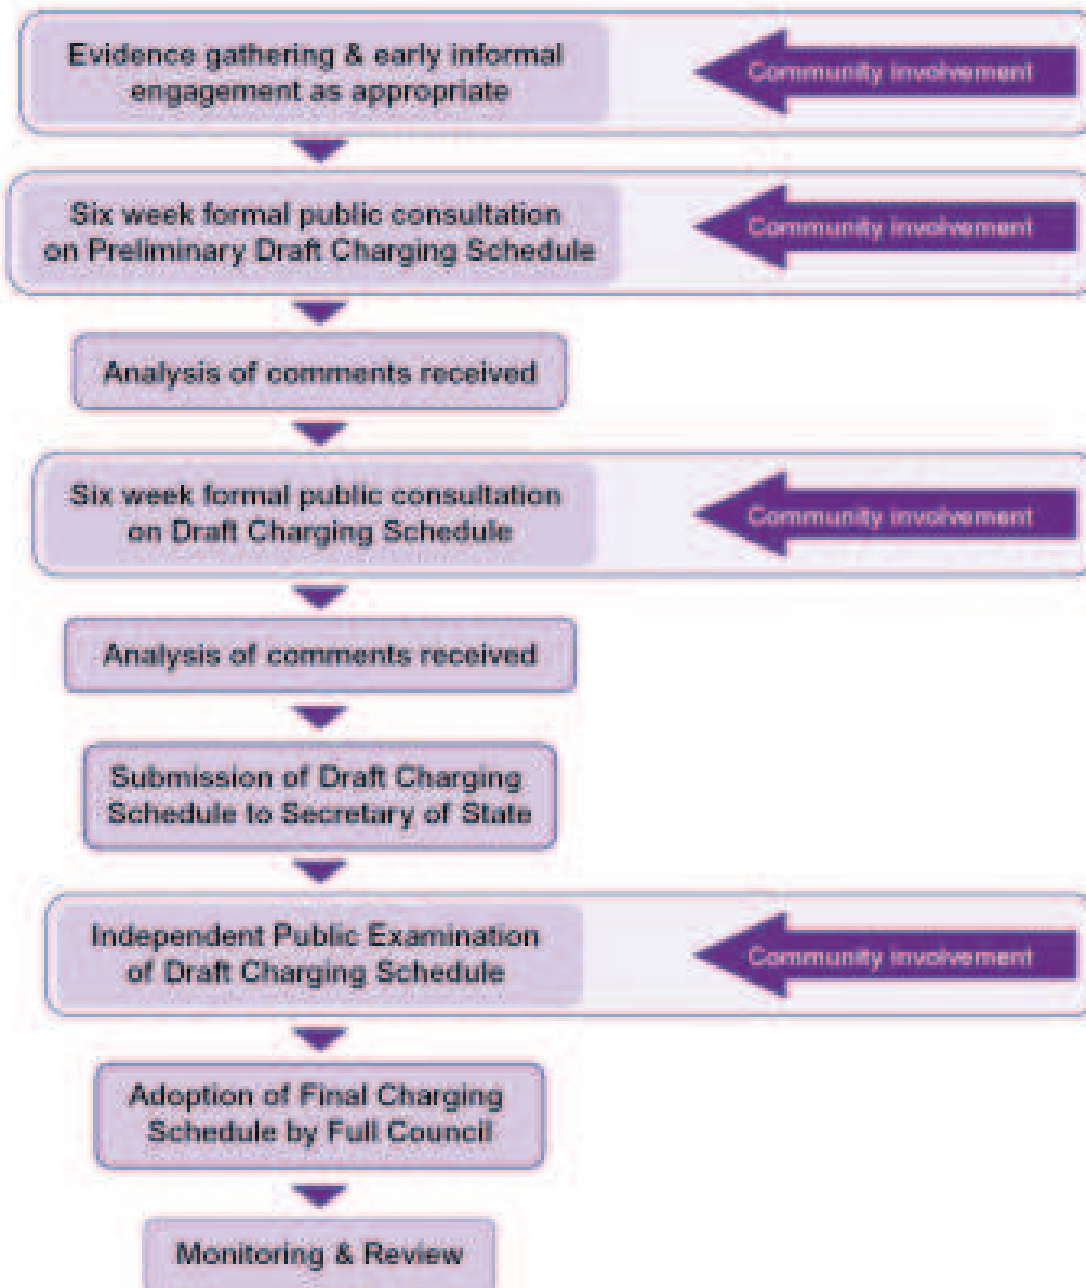 Evidence gathering & early informal
engagement as appropriate
Community involvement
Six week formal public consultation
on Preliminary Draft Charging Schedule
Community involvement
Analysis of comments received
Six week formal public consultation
on Draft Charging Schedule
Community involvement
Analysis of comments received
Submission of Draft Charging
Schedule to Secretary of State
Independent Public Examination
of Draft Charging Schedule
Community involvement
Adoption of Final Charging
Schedule by Full Council
Monitoring & Review